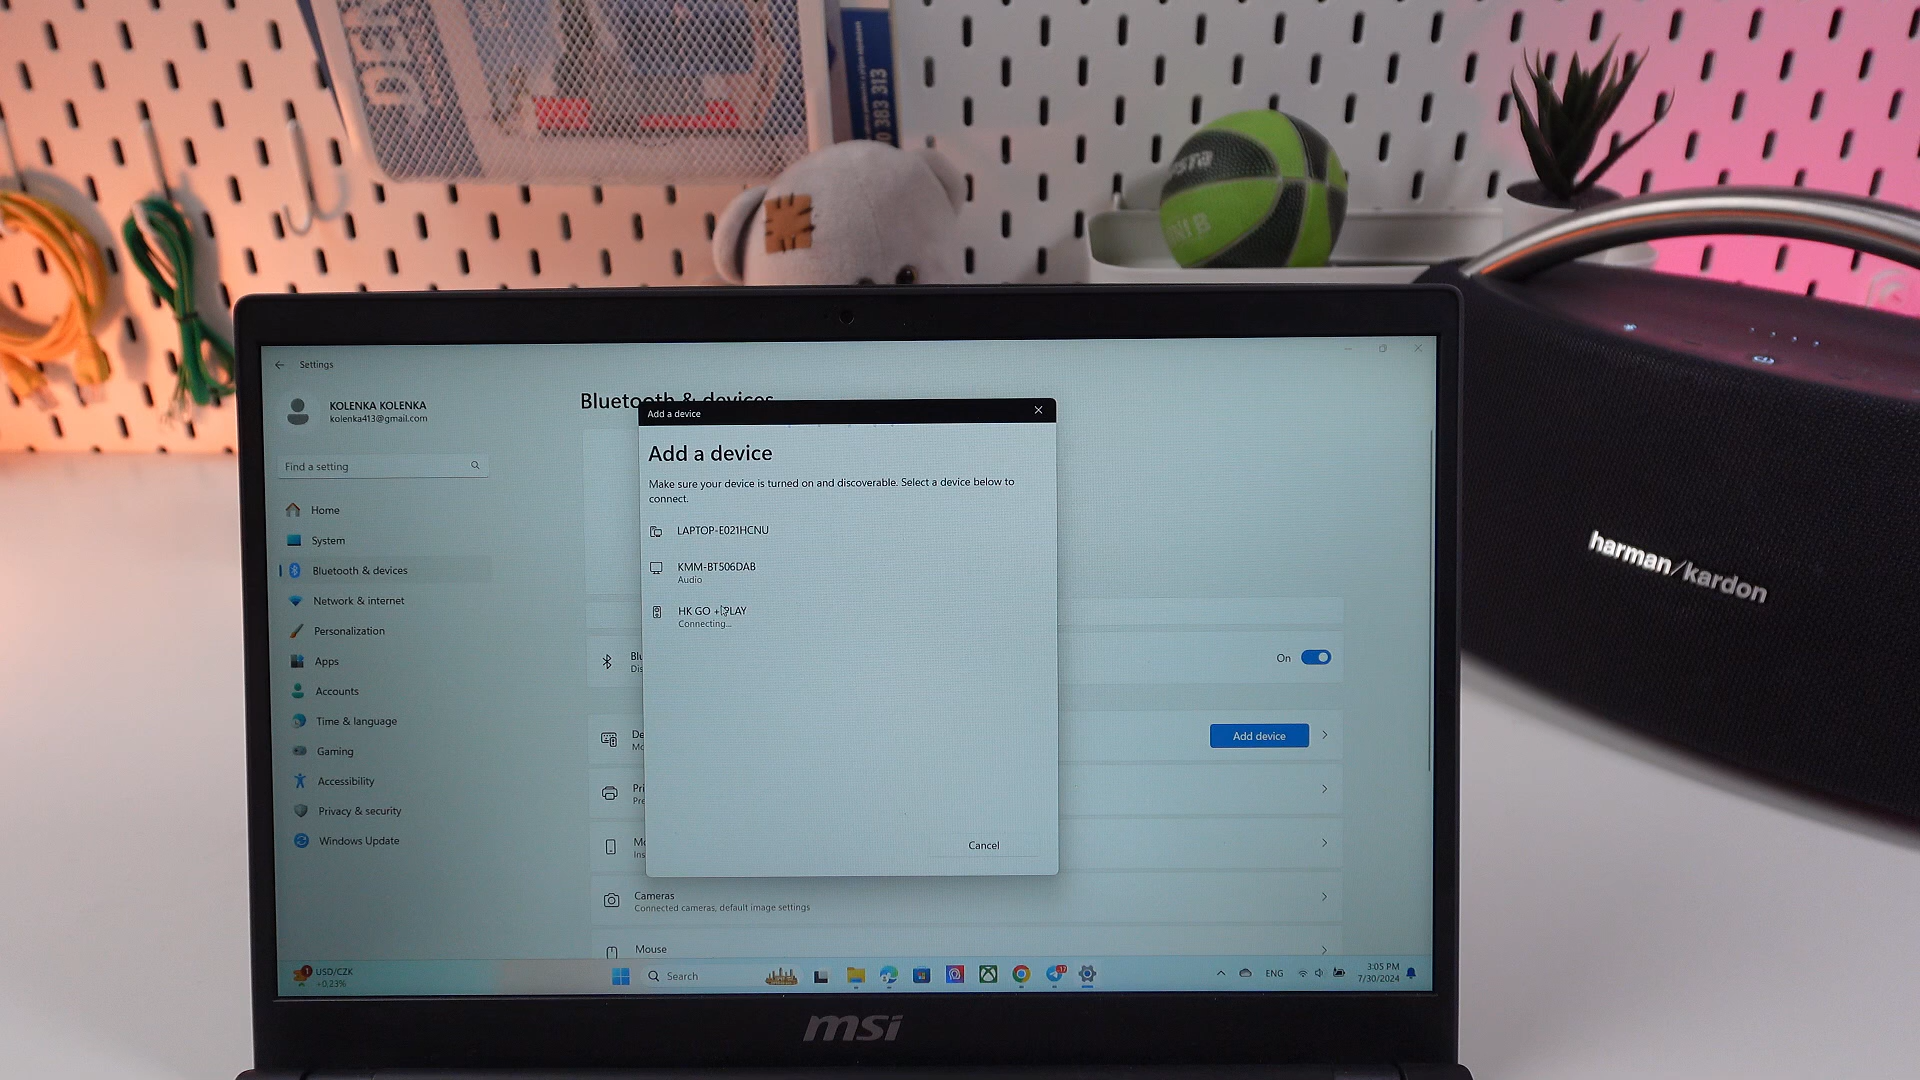 383 313
harman/kardon
Settings
KOLENKA KOLENKA
kolenka413@gmail.com
Find a setting
Home
System
Bluetooth & devices
Network & internet
Personalization
Apps
Accounts
Time & language
Gaming
Accessibility
Privacy & security
Windows Update
Bluetooth & devices
Add a device
Add a device
Make sure your device is turned on and discoverable. Select a device below to
connect.
LAPTOP-E021HCNU
KMM-BT506DAB
Audio
HK GO + PLAY
Connecting...
Cancel
On
Add device
Cameras
Connected cameras, default image settings
Mouse
USD/CZK
+0.23%
Search
ENG
3:05 PM
7/30/2024
msi